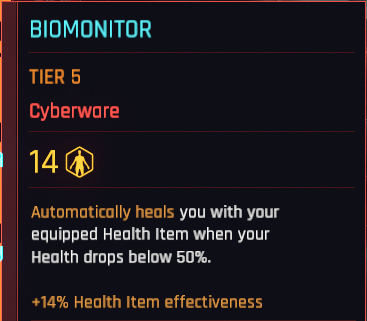 BIOMONITOR
TIER 5
Cyberware
14
Automatically heals you with your
equipped Health Item when your
Health drops below 50%.
+14% Health Item effectiveness